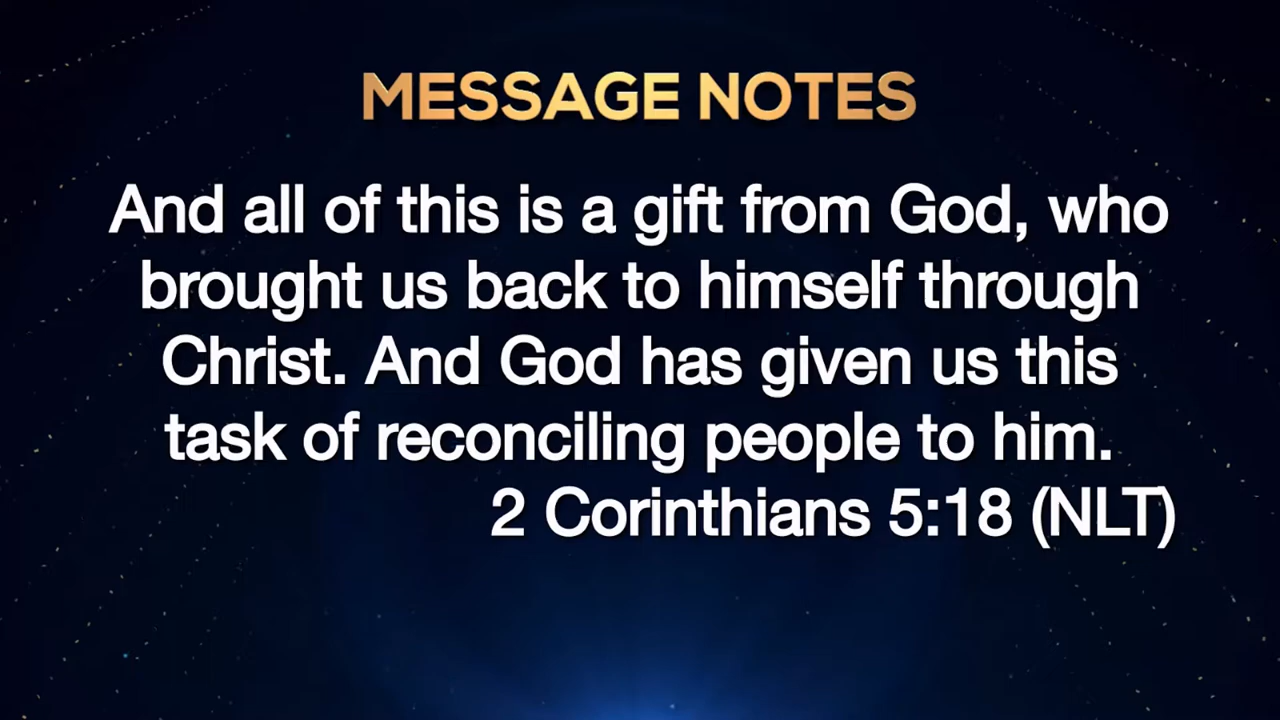 MESSAGE NOTES
And all of this is a gift from God, who
brought us back to himself through
Christ. And God has given us this
task of reconciling people to him.
2 Corinthians 5:18 (NLT)